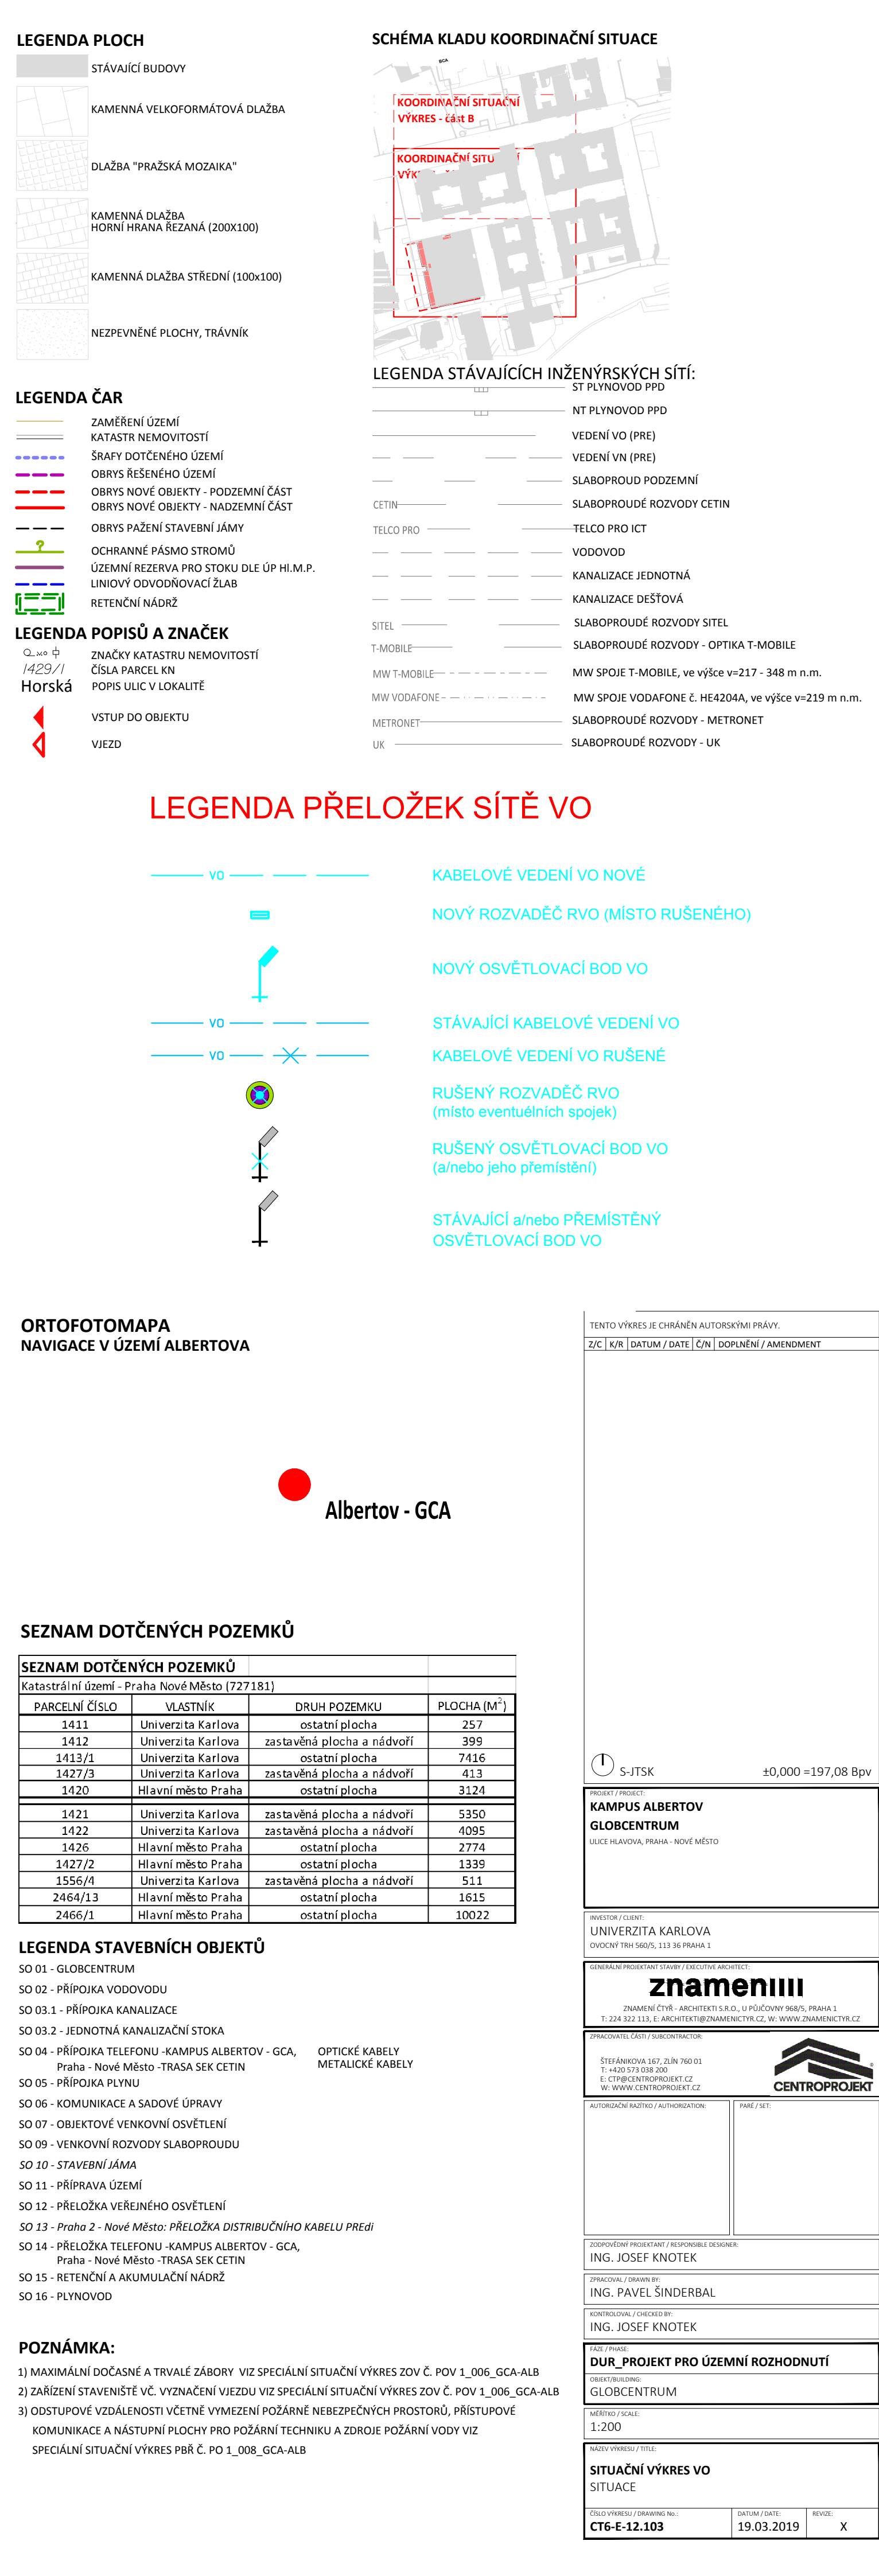 LEGENDA PLOCH
STÁVAJÍCÍ BUDOVY
KAMENNÁ VELKOFORMÁTOVÁ DLAŽBA
DLAŽBA "PRAŽSKÁ MOZAIKA"
KAMENNÁ DLAŽBA
HORNÍ HRANA ŘEZANÁ (200X100)
KAMENNÁ DLAŽBA STŘEDNÍ (100x100)
NEZPEVNĚNÉ PLOCHY, TRÁVNÍK
SCHÉMA KLADU KOORDINAČNÍ SITUACE
BCA
KOORDINAČNÍ SITUAČNÍ
VÝKRES - část B
KOORDINAČNÍ
LEGENDA ČAR
ZAMĚŘENÍ ÚZEMÍ
KATASTR NEMOVITOSTÍ
ŠRAFY DOTČENÉHO ÚZEMÍ
OBRYS ŘEŠENÉHO ÚZEMÍ
OBRYS NOVÉ OBJEKTY - PODZEMNÍ ČÁST
OBRYS NOVÉ OBJEKTY - NADZEMNÍ ČÁST
OBRYS PAŽENÍ STAVEBNÍ JÁMY
OCHRANNÉ PÁSMO STROMŮ
ÚZEMNÍ REZERVA PRO STOKU DLE ÚP Hl.M.P.
LINIOVÝ ODVODŇOVACÍ ŽLAB
RETENČNÍ NÁDRŽ
LEGENDA POPISŮ A ZNAČEK
ZNAČKY KATASTRU NEMOVITOSTÍ
1429/1 ČÍSLA PARCEL KN
Horská POPIS ULIC V LOKALITĚ
VSTUP DO OBJEKTU
VJEZD
LEGENDA STÁVAJÍCÍCH INŽENÝRSKÝCH SÍTÍ:
ST PLYNOVOD PPD
NT PLYNOVOD PPD
VEDENÍ VO (PRE)
VEDENÍ VN (PRE)
SLABOPROUD PODZEMNÍ
CETIN SLABOPROUDÉ ROZVODY CETIN
TELCO PRO TELCO PRO ICT
VODOVOD
KANALIZACE JEDNOTNÁ
KANALIZACE DEŠŤOVÁ
SITEL SLABOPROUDÉ ROZVODY SITEL
T-MOBILE SLABOPROUDÉ ROZVODY - OPTIKA T-MOBILE
MW T-MOBILE MW SPOJE T-MOBILE, ve výšce v=217 - 348 m n.m.
MW VODAFONE MW SPOJE VODAFONE č. HE4204A, ve výšce v=219 m n.m.
METRONET SLABOPROUDÉ ROZVODY - METRONET
UK SLABOPROUDÉ ROZVODY - UK
LEGENDA PŘELOŽEK SÍTĚ VO
VO KABELOVÉ VEDENÍ VO NOVÉ
NOVÝ ROZVADĚČ RVO (MÍSTO RUŠENÉHO)
NOVÝ OSVĚTLOVACÍ BOD VO
VO STÁVAJÍCÍ KABELOVÉ VEDENÍ VO
VO KABELOVÉ VEDENÍ VO RUŠENÉ
RUŠENÝ ROZVADĚČ RVO
(místo eventuélních spojek)
RUŠENÝ OSVĚTLOVACÍ BOD VO
(a/nebo jeho přemístění)
STÁVAJÍCÍ a/nebo PŘEMÍSTĚNÝ
OSVĚTLOVACÍ BOD VO
ORTOFOTOMAPA
NAVIGACE V ÚZEMÍ ALBERTOVA
Albertov - GCA
SEZNAM DOTČENÝCH POZEMKŮ
SEZNAM DOTČENÝCH POZEMKŮ
Katastrální území - Praha Nové Město (727181)
PARCELNÍ ČÍSLO VLASTNÍK DRUH POZEMKU PLOCHA (M2)
1411 Univerzita Karlova ostatní plocha 257
1412 Univerzita Karlova zastavěná plocha a nádvoří 399
1413/1 Univerzita Karlova ostatní plocha 7416
1427/3 Univerzita Karlova zastavěná plocha a nádvoří 413
1420 Hlavní město Praha ostatní plocha 3124
1421 Univerzita Karlova zastavěná plocha a nádvoří 5350
1422 Univerzita Karlova zastavěná plocha a nádvoří 4095
1426 Hlavní město Praha ostatní plocha 2774
1427/2 Hlavní město Praha ostatní plocha 1339
1556/4 Univerzita Karlova zastavěná plocha a nádvoří 511
2464/13 Hlavní město Praha ostatní plocha 1615
2466/1 Hlavní město Praha ostatní plocha 10022
LEGENDA STAVEBNÍCH OBJEKTŮ
SO 01 - GLOBCENTRUM
SO 02 - PŘÍPOJKA VODOVODU
SO 03.1 - PŘÍPOJKA KANALIZACE
SO 03.2 - JEDNOTNÁ KANALIZAČNÍ STOKA
SO 04 - PŘÍPOJKA TELEFONU -KAMPUS ALBERTOV - GCA, OPTICKÉ KABELY
Praha - Nové Město -TRASA SEK CETIN METALICKÉ KABELY
SO 05 - PŘÍPOJKA PLYNU
SO 06 - KOMUNIKACE A SADOVÉ ÚPRAVY
SO 07 - OBJEKTOVÉ VENKOVNÍ OSVĚTLENÍ
SO 09 - VENKOVNÍ ROZVODY SLABOPROUDU
SO 10 - STAVEBNÍ JÁMA
SO 11 - PŘÍPRAVA ÚZEMÍ
SO 12 - PŘELOŽKA VEŘEJNÉHO OSVĚTLENÍ
SO 13 - Praha 2 - Nové Město: PŘELOŽKA DISTRIBUČNÍHO KABELU PREdi
SO 14 - PŘELOŽKA TELEFONU -KAMPUS ALBERTOV - GCA,
Praha - Nové Město -TRASA SEK CETIN
SO 15 - RETENČNÍ A AKUMULAČNÍ NÁDRŽ
SO 16 - PLYNOVOD
POZNÁMKA:
1) MAXIMÁLNÍ DOČASNÉ A TRVALÉ ZÁBORY VIZ SPECIÁLNÍ SITUAČNÍ VÝKRES ZOV Č. POV 1_006_GCA-ALB
2) ZAŘÍZENÍ STAVENIŠTĚ VČ. VYZNAČENÍ VJEZDU VIZ SPECIÁLNÍ SITUAČNÍ VÝKRES ZOV Č. POV 1_006_GCA-ALB
3) ODSTUPOVÉ VZDÁLENOSTI VČETNĚ VYMEZENÍ POŽÁRNĚ NEBEZPEČNÝCH PROSTORŮ, PŘÍSTUPOVÉ
KOMUNIKACE A NÁSTUPNÍ PLOCHY PRO POŽÁRNÍ TECHNIKU A ZDROJE POŽÁRNÍ VODY VIZ
SPECIÁLNÍ SITUAČNÍ VÝKRES PBŘ Č. PO 1_008_GCA-ALB
TENTO VÝKRES JE CHRÁNĚN AUTORSKÝMI PRÁVY.
Z/C K/R DATUM / DATE Č/N DOPLNĚNÍ / AMENDMENT
S-JTSK ±0,000 =197,08 Bpv
PROJEKT / PROJECT:
KAMPUS ALBERTOV
GLOBCENTRUM
ULICE HLAVOVA, PRAHA - NOVÉ MĚSTO
INVESTOR / CLIENT:
UNIVERZITA KARLOVA
OVOCNÝ TRH 560/5, 113 36 PRAHA 1
GENERÁLNÍ PROJEKTANT STAVBY / EXECUTIVE ARCHITECT:
znamení
ZNAMENÍ ČTYŘ - ARCHITEKTI S.R.O., U PŮJČOVNY 968/5, PRAHA 1
T: 224 322 113, E: ARCHITEKTI@ZNAMENICTYR.CZ, W: WWW.ZNAMENICTYR.CZ
ZPRACOVATEL ČÁSTI / SUBCONTRACTOR:
ŠTEFÁNIKOVA 167, ZLÍN 760 01
T: +420 573 038 200
E: CTP@CENTROPROJEKT.CZ
W: WWW.CENTROPROJEKT.CZ
CENTROPROJEKT
AUTORIZAČNÍ RAZÍTKO / AUTHORIZATION: PARÉ / SET:
ZODPOVĚDNÝ PROJEKTANT / RESPONSIBLE DESIGNER:
ING. JOSEF KNOTEK
ZPRACOVAL / DRAWN BY:
ING. PAVEL ŠINDERBAL
KONTROLOVAL / CHECKED BY:
ING. JOSEF KNOTEK
FÁZE / PHASE:
DUR_PROJEKT PRO ÚZEMNÍ ROZHODNUTÍ
OBJEKT/BUILDING:
GLOBCENTRUM
MĚŘÍTKO / SCALE:
1:200
NÁZEV VÝKRESU / TITLE:
SITUAČNÍ VÝKRES VO
SITUACE
ČÍSLO VÝKRESU / DRAWING No.: DATUM / DATE: REVIZE:
CT6-E-12.103 19.03.2019 X